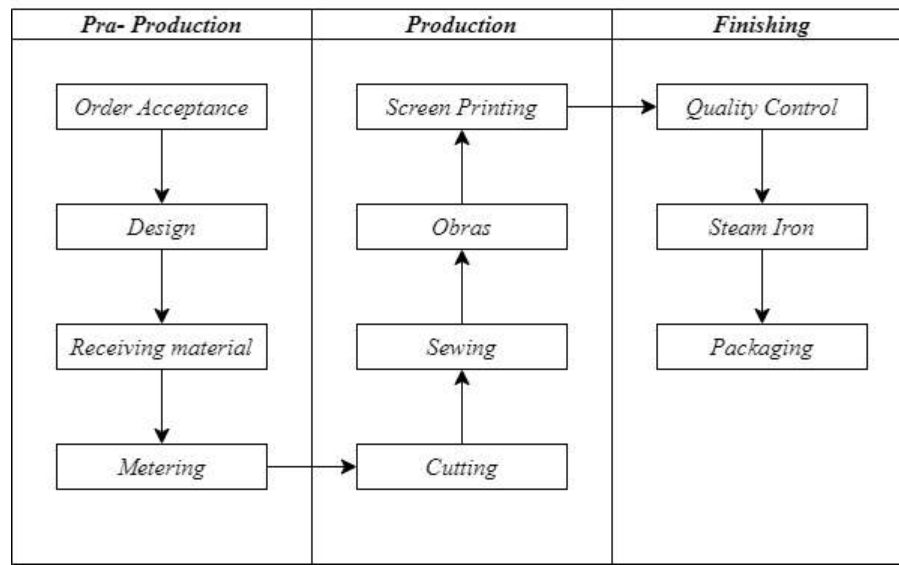 Pra- Production
Production
Finishing
Order Acceptance
Screen Printing
Quality Control
Design
Obras
Steam Iron
Receiving material
Sewing
Packaging
Metering
Cutting